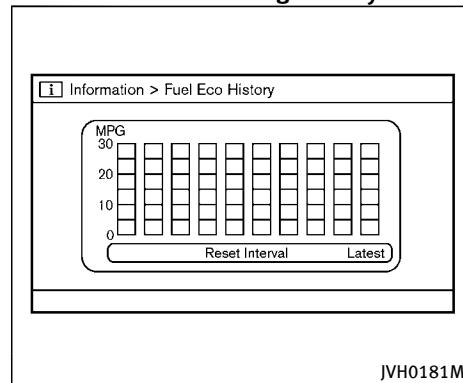 i Information > Fuel Eco History
MPG
30
20
10
0
Reset Interval Latest
JVH0181M